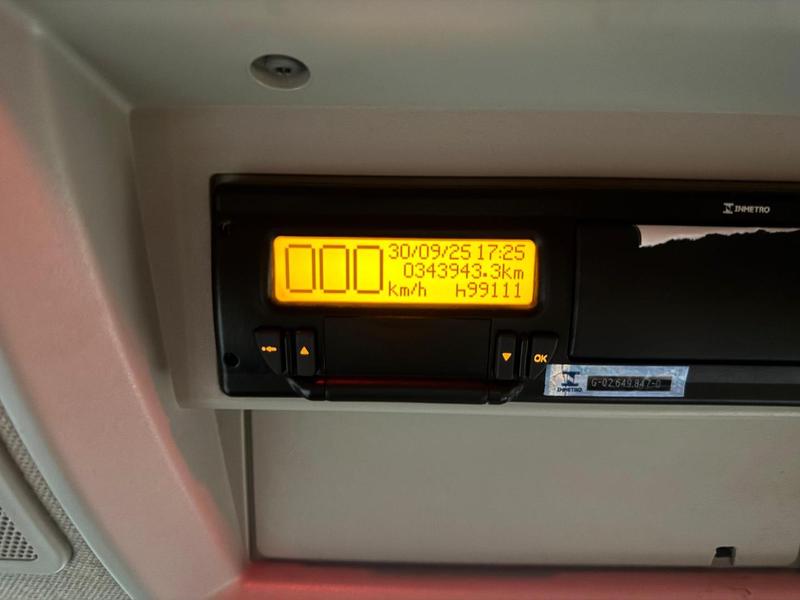 INMETRO
000 30/09/25 17:25
0343943.3km
km/h h99111
OK
INMETRO G-02.649.847-0